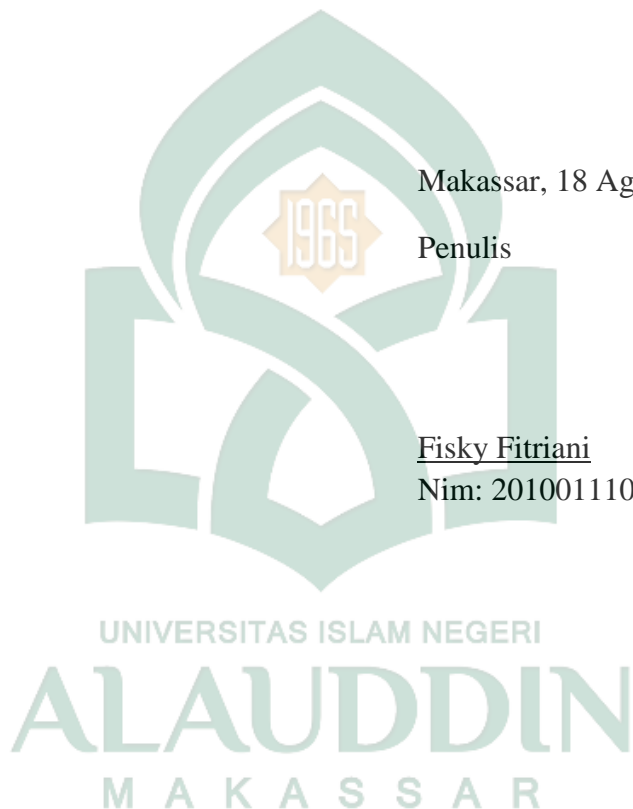 Makassar, 18 Ag
1965
Penulis
Fisky Fitriani
Nim: 201001110
UNIVERSITAS ISLAM NEGERI
ALAUDDIN
MAKASSAR